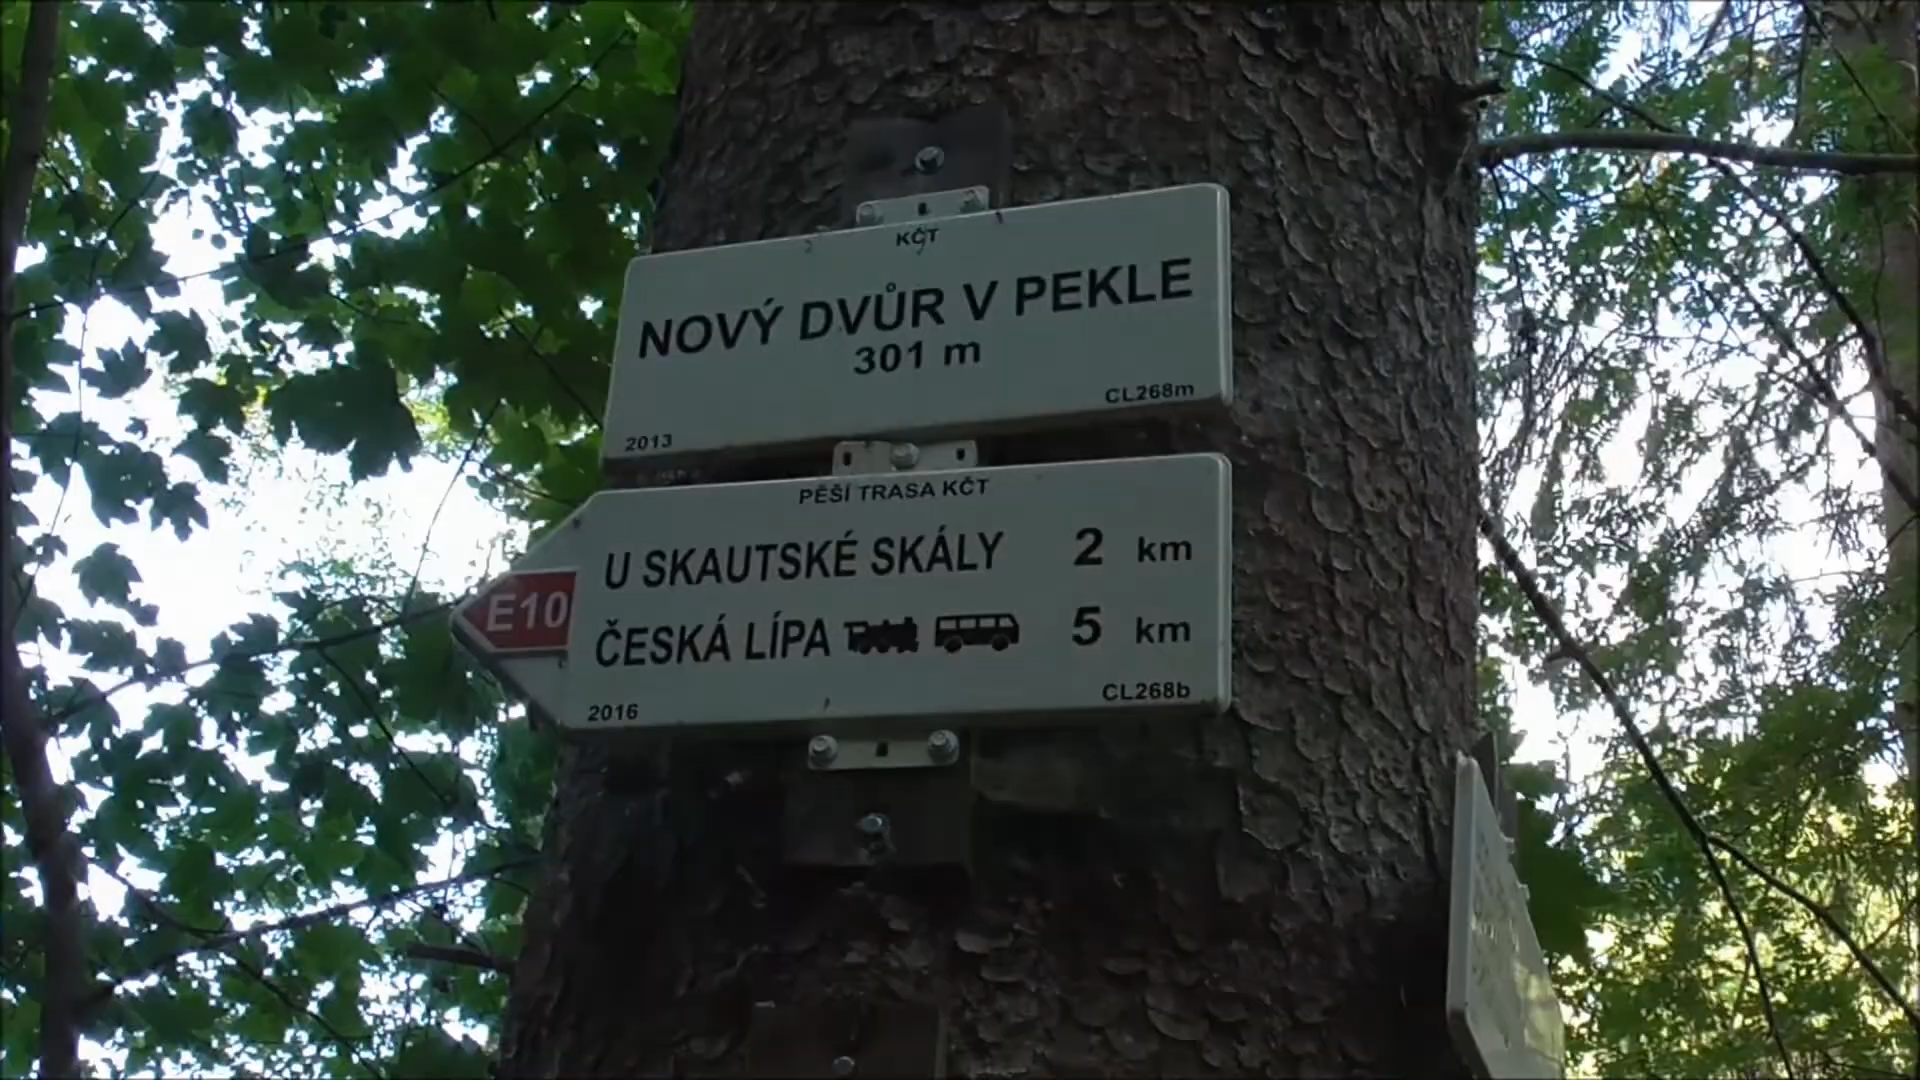 KČT
NOVÝ DVŮR V PEKLE
301 m
2013 CL268m
PĚŠÍ TRASA KČT
E10
U SKAUTSKÉ SKÁLY 2 km
ČESKÁ LÍPA 5 km
2016 CL268b